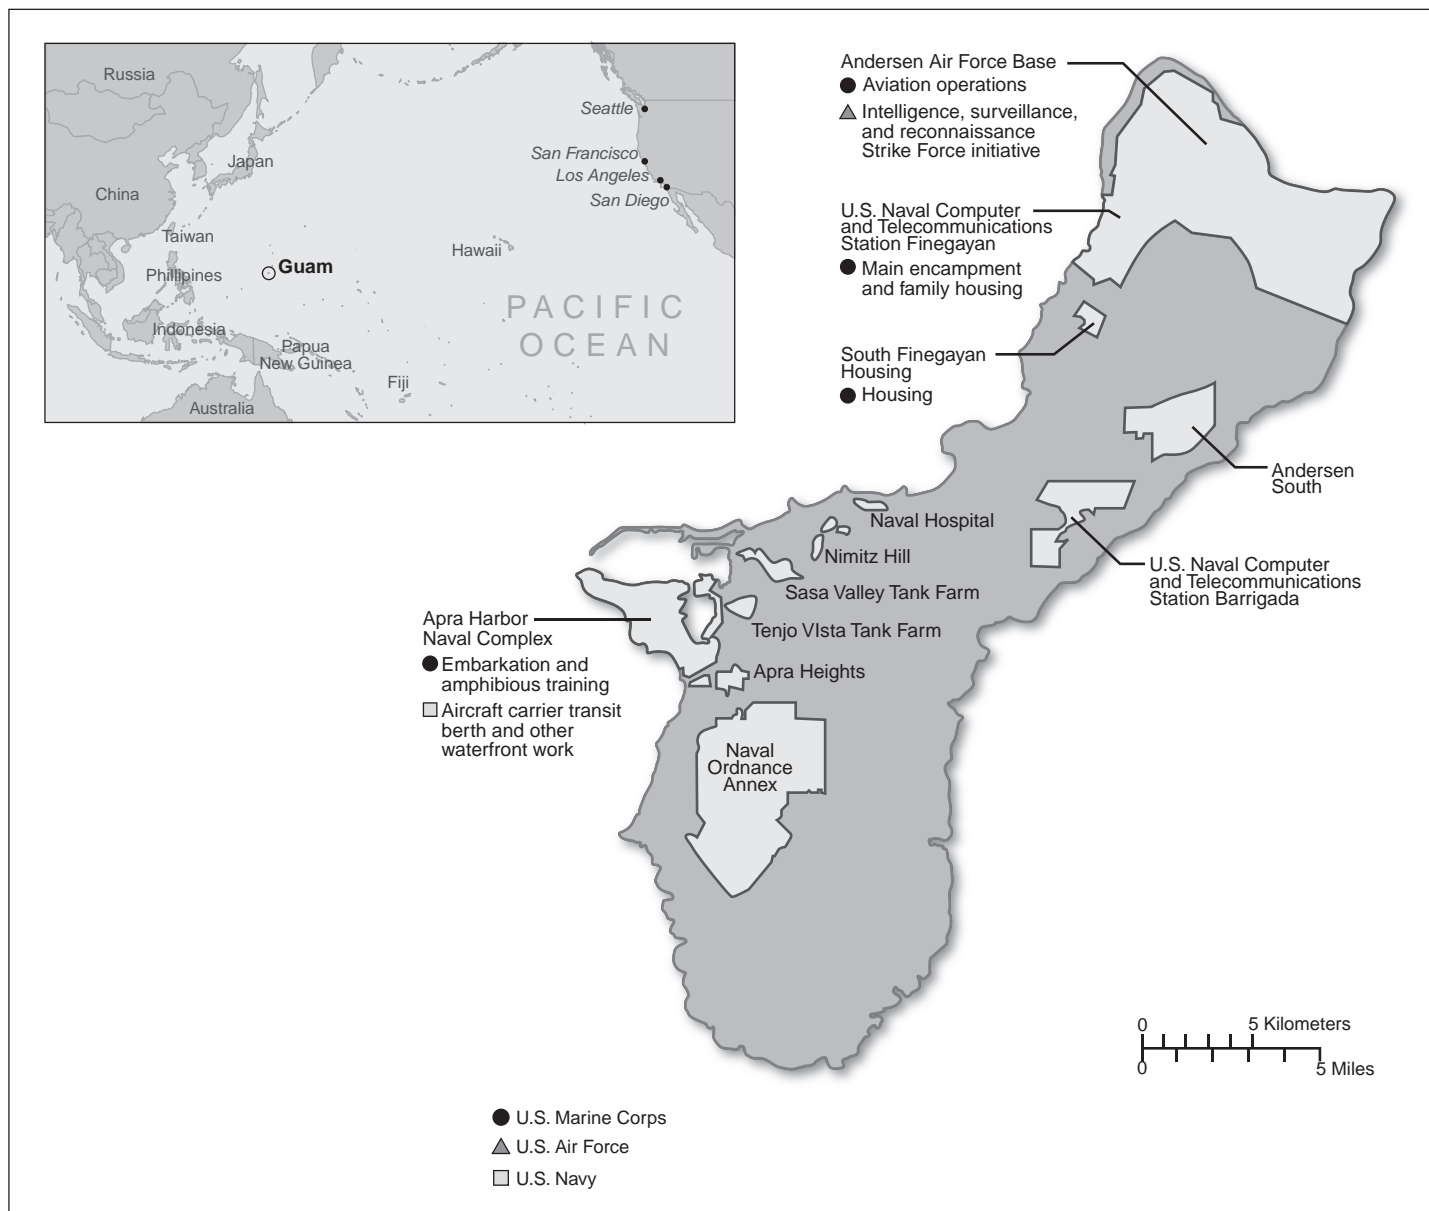 Russia
China
Japan
Taiwan
Phillipines
Indonesia
Papua
New Guinea
Australia
Fiji
Guam
Hawaii
Seattle
San Francisco
Los Angeles
San Diego
PACIFIC
OCEAN
Andersen Air Force Base
Aviation operations
Intelligence, surveillance,
and reconnaissance
Strike Force initiative
U.S. Naval Computer
and Telecommunications
Station Finegayan
Main encampment
and family housing
South Finegayan
Housing
Housing
Andersen
South
U.S. Naval Computer
and Telecommunications
Station Barrigada
Naval Hospital
Nimitz Hill
Sasa Valley Tank Farm
Tenjo VIsta Tank Farm
Apra Heights
Apra Harbor
Naval Complex
Embarkation and
amphibious training
Aircraft carrier transit
berth and other
waterfront work
Naval
Ordnance
Annex
0 5 Kilometers
0 5 Miles
U.S. Marine Corps
U.S. Air Force
U.S. Navy